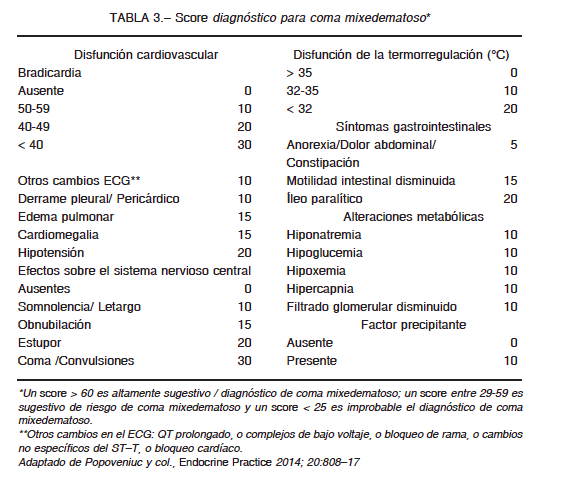 TABLA 3.– Score diagnóstico para coma mixedematoso*
Disfunción cardiovascular
Bradicardia
Ausente 0
50-59 10
40-49 20
< 40 30
Otros cambios ECG** 10
Derrame pleural/ Pericárdico 10
Edema pulmonar 15
Cardiomegalia 15
Hipotensión 20
Efectos sobre el sistema nervioso central
Ausentes 0
Somnolencia/ Letargo 10
Obnubilación 15
Estupor 20
Coma /Convulsiones 30
Disfunción de la termorregulación (°C)
> 35 0
32-35 10
< 32 20
Síntomas gastrointestinales
Anorexia/Dolor abdominal/ 5
Constipación
Motilidad intestinal disminuida 15
Íleo paralítico 20
Alteraciones metabólicas
Hiponatremia 10
Hipoglucemia 10
Hipoxemia 10
Hipercapnia 10
Filtrado glomerular disminuido 10
Factor precipitante
Ausente 0
Presente 10
*Un score > 60 es altamente sugestivo / diagnóstico de coma mixedematoso; un score entre 29-59 es
sugestivo de riesgo de coma mixedematoso y un score < 25 es improbable el diagnóstico de coma
mixedematoso.
**Otros cambios en el ECG: QT prolongado, o complejos de bajo voltaje, o bloqueo de rama, o cambios
no específicos del ST–T, o bloqueo cardíaco.
Adaptado de Popoveniuc y col., Endocrine Practice 2014; 20:808–17